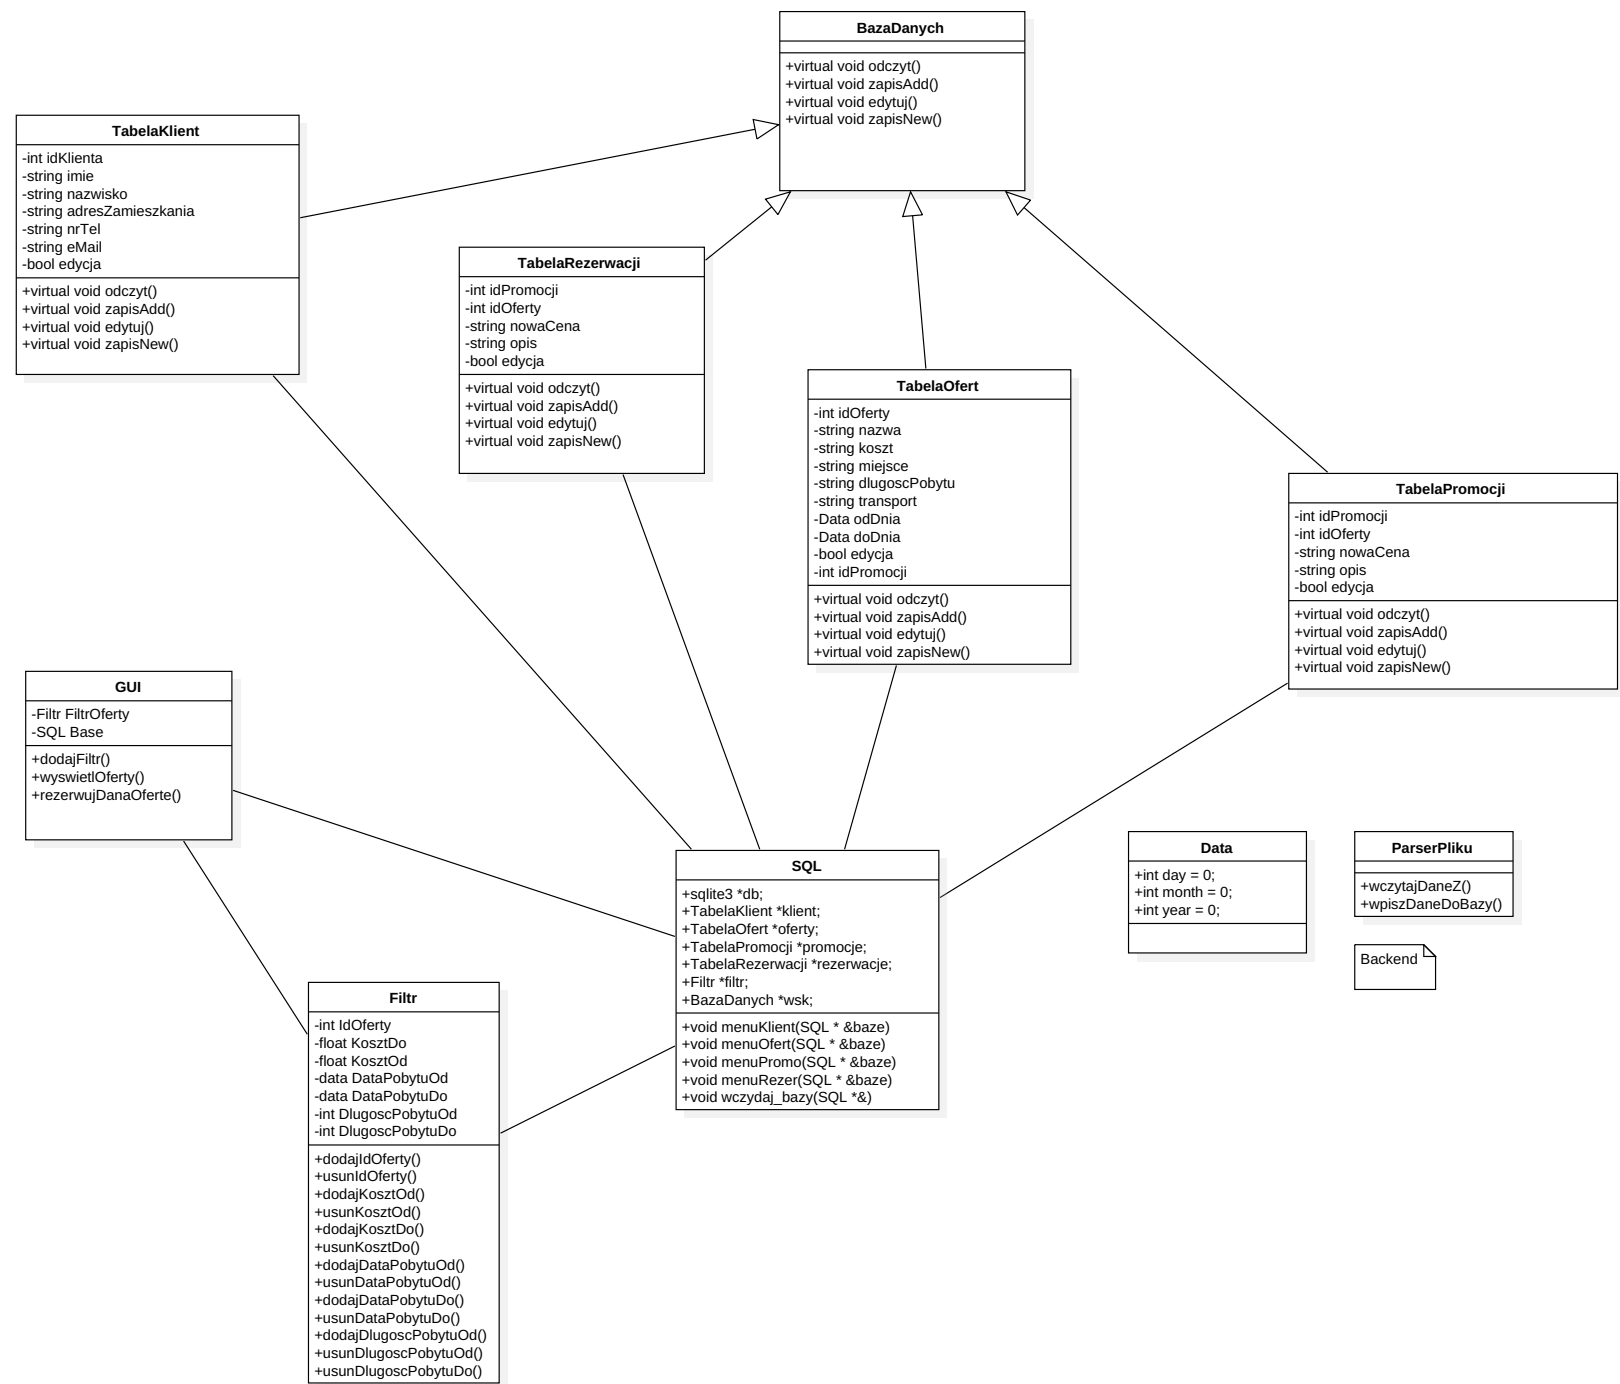 BazaDanych
+virtual void odczyt()
+virtual void zapisAdd()
+virtual void edytuj()
+virtual void zapisNew()
TabelaKlient
-int idKlienta
-string imie
-string nazwisko
-string adresZamieszkania
-string nrTel
-string eMail
-bool edycja
+virtual void odczyt()
+virtual void zapisAdd()
+virtual void edytuj()
+virtual void zapisNew()
TabelaRezerwacji
-int idPromocji
-int idOferty
-string nowaCena
-string opis
-bool edycja
+virtual void odczyt()
+virtual void zapisAdd()
+virtual void edytuj()
+virtual void zapisNew()
TabelaOfert
-int idOferty
-string nazwa
-string koszt
-string miejsce
-string dlugoscPobytu
-string transport
-Data odDnia
-Data doDnia
-bool edycja
-int idPromocji
+virtual void odczyt()
+virtual void zapisAdd()
+virtual void edytuj()
+virtual void zapisNew()
TabelaPromocji
-int idPromocji
-int idOferty
-string nowaCena
-string opis
-bool edycja
+virtual void odczyt()
+virtual void zapisAdd()
+virtual void edytuj()
+virtual void zapisNew()
GUI
-Filtr FiltrOferty
-SQL Base
+dodajFiltr()
+wyswietlOferty()
+rezerwujDanaOferte()
SQL
+sqlite3 *db;
+TabelaKlient *klient;
+TabelaOfert *oferty;
+TabelaPromocji *promocje;
+TabelaRezerwacji *rezerwacje;
+Filtr *filtr;
+BazaDanych *wsk;
+void menuKlient(SQL * &baze)
+void menuOfert(SQL * &baze)
+void menuPromo(SQL * &baze)
+void menuRezer(SQL * &baze)
+void wczydaj_bazy(SQL *&)
Data
+int day = 0;
+int month = 0;
+int year = 0;
ParserPliku
+wczytajDaneZ()
+wpiszDaneDoBazy()
Backend
Filtr
-int IdOferty
-float KosztDo
-float KosztOd
-data DataPobytuOd
-data DataPobytuDo
-int DlugoscPobytuOd
-int DlugoscPobytuDo
+dodajIdOferty()
+usunIdOferty()
+dodajKosztOd()
+usunKosztOd()
+dodajKosztDo()
+usunKosztDo()
+dodajDataPobytuOd()
+usunDataPobytuOd()
+dodajDataPobytuDo()
+usunDataPobytuDo()
+dodajDlugoscPobytuOd()
+usunDlugoscPobytuOd()
+usunDlugoscPobytuDo()